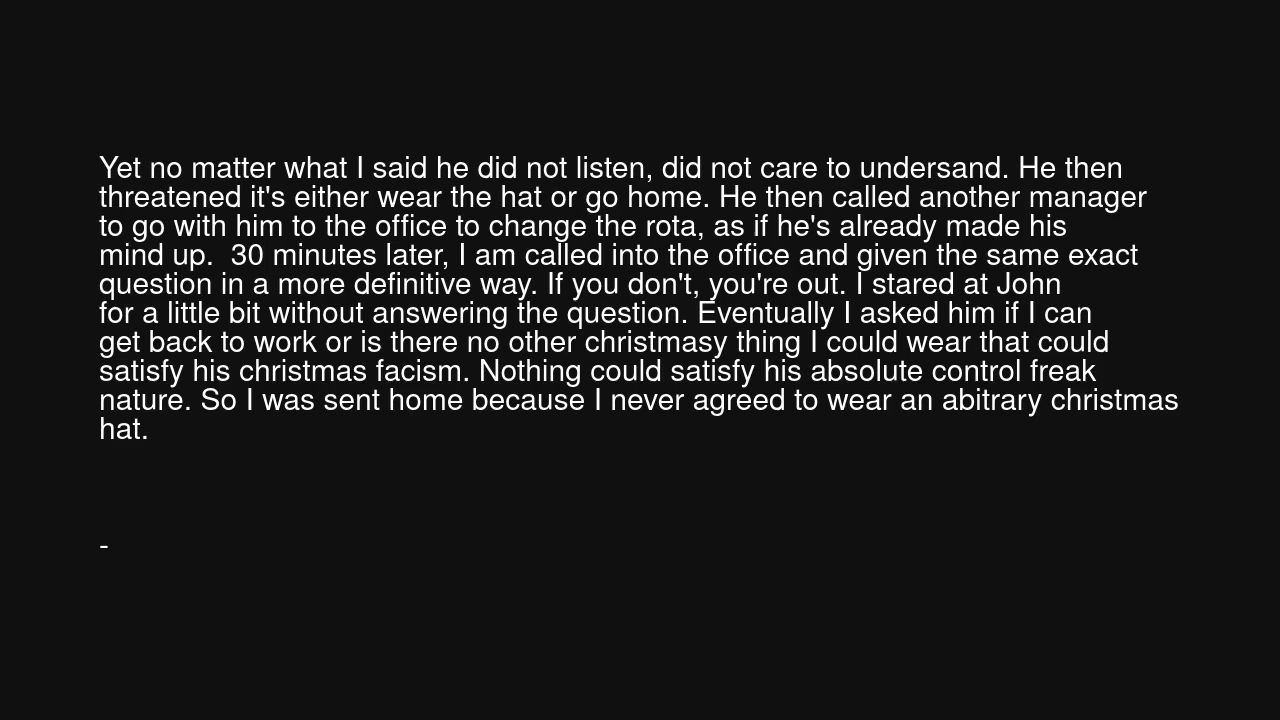 Yet no matter what I said he did not listen, did not care to undersand. He then
threatened it's either wear the hat or go home. He then called another manager
to go with him to the office to change the rota, as if he's already made his
mind up.  30 minutes later, I am called into the office and given the same exact
question in a more definitive way. If you don't, you're out. I stared at John
for a little bit without answering the question. Eventually I asked him if I can
get back to work or is there no other christmasy thing I could wear that could
satisfy his christmas facism. Nothing could satisfy his absolute control freak
nature. So I was sent home because I never agreed to wear an abitrary christmas
hat.
-